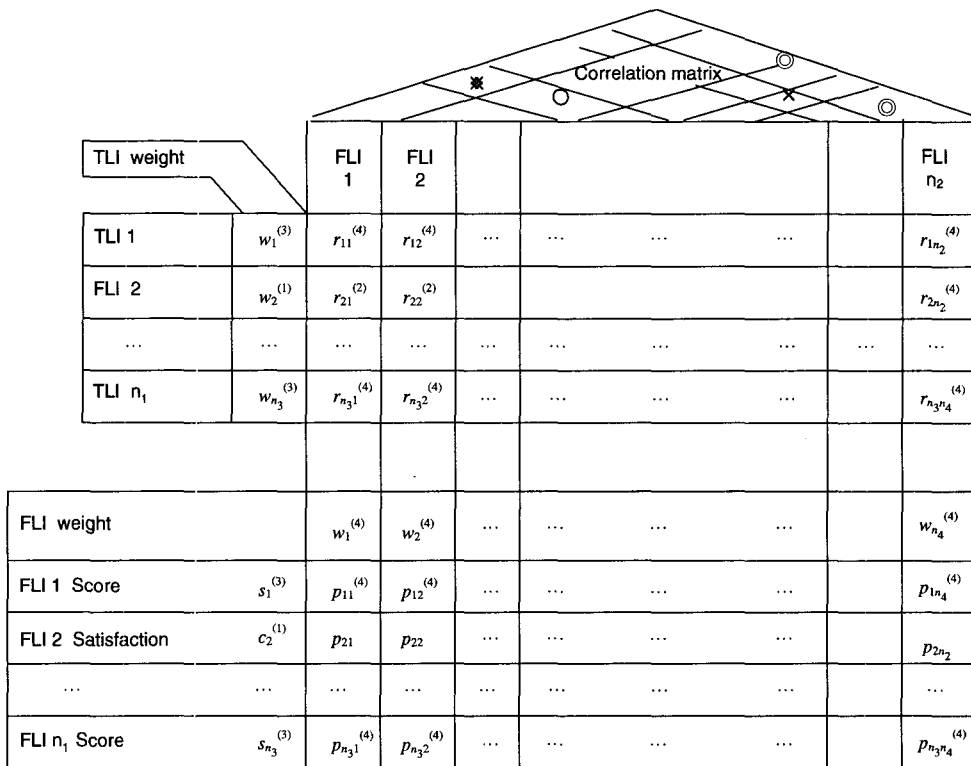 Correlation matrix
TLI weight FLI 1 FLI 2 FLI n₂
TLI 1 w₁⁽³⁾ r₁₁⁽⁴⁾ r₁₂⁽⁴⁾ ... ... ... ... r₁ₙ₂⁽⁴⁾
FLI 2 w₂⁽¹⁾ r₂₁⁽²⁾ r₂₂⁽²⁾ r₂ₙ₂⁽⁴⁾
... ... ... ... ... ... ... ... ... ...
TLI n₁ wₙ₃⁽³⁾ rₙ₃₁⁽⁴⁾ rₙ₃₂⁽⁴⁾ ... ... ... ... rₙ₃ₙ₄⁽⁴⁾
FLI weight w₁⁽⁴⁾ w₂⁽⁴⁾ ... ... ... ... wₙ₄⁽⁴⁾
FLI 1 Score s₁⁽³⁾ p₁₁⁽⁴⁾ p₁₂⁽⁴⁾ ... ... ... ... p₁ₙ₄⁽⁴⁾
FLI 2 Satisfaction c₂⁽¹⁾ p₂₁ p₂₂ ... ... ... ... p₂ₙ₂
... ... ... ... ... ... ... ... ...
FLI n₁ Score sₙ₃⁽³⁾ pₙ₃₁⁽⁴⁾ pₙ₃₂⁽⁴⁾ ... ... ... ... pₙ₃ₙ₄⁽⁴⁾